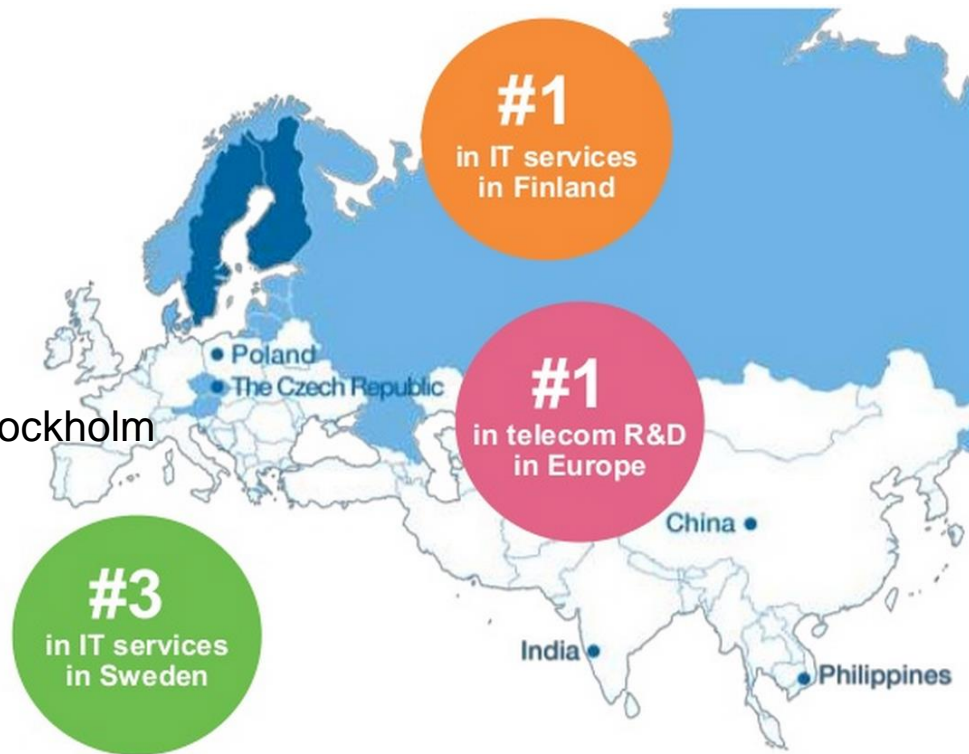 #1
in IT services
in Finland
Poland
The Czech Republic
#1
in telecom R&D
in Europe
ockholm
China
#3
in IT services
in Sweden
India
Philippines